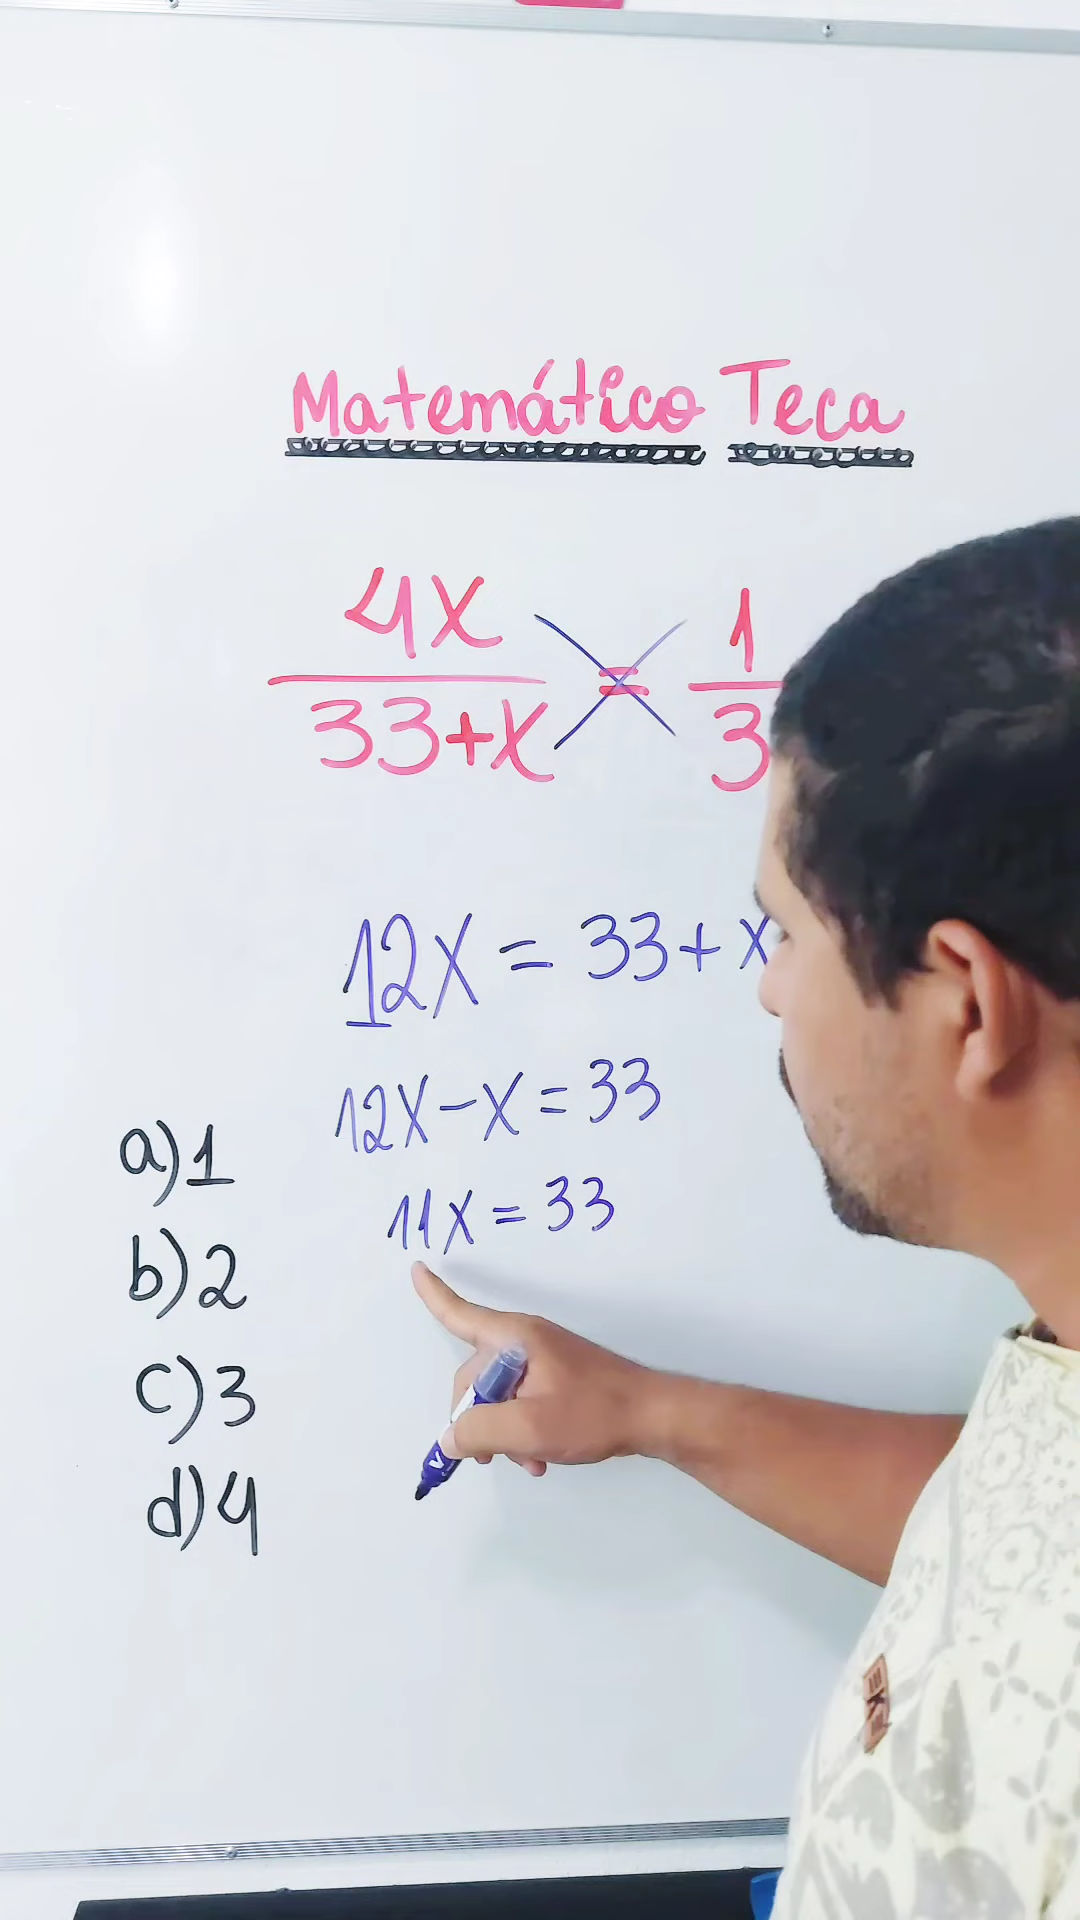 Matemático Teca
4x/33+x = 1/3
12x = 33+x
12x-x=33
11x=33
a)1
b)2
c)3
d)4